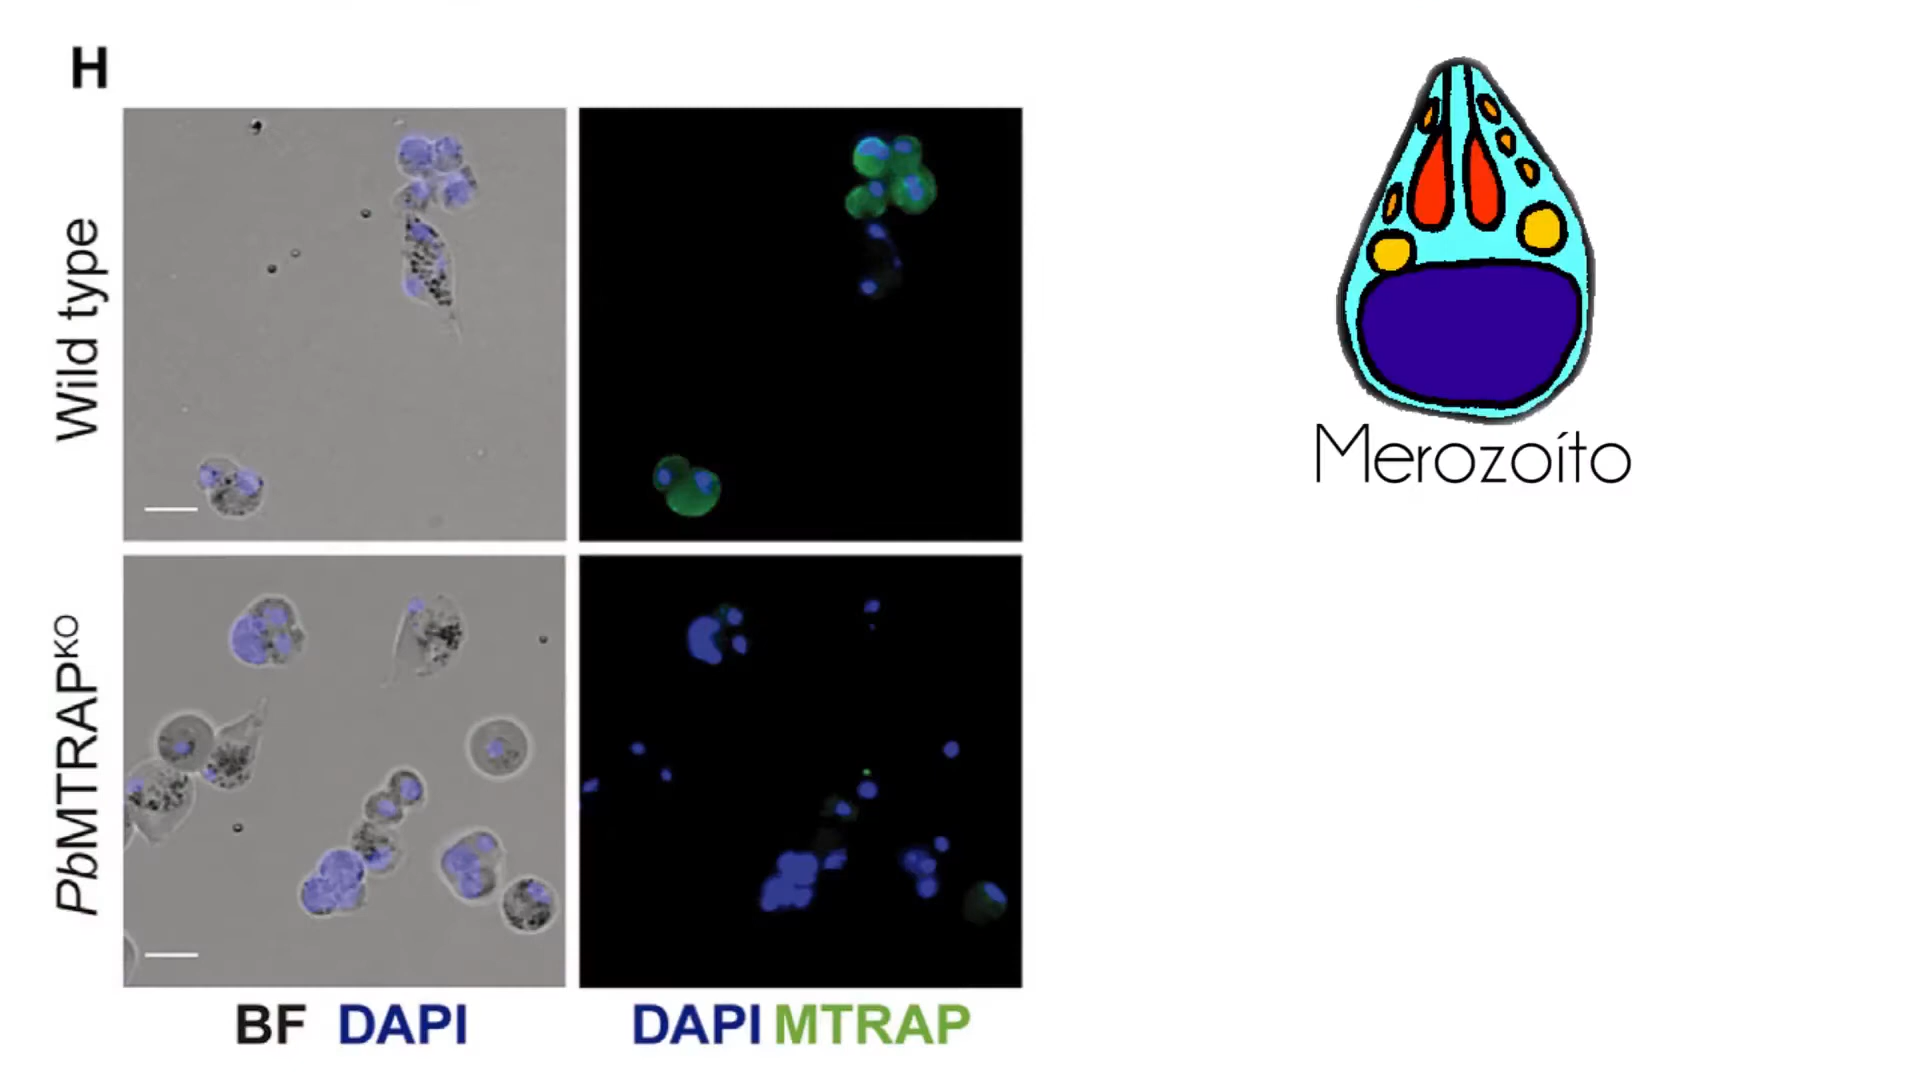 H
Wild type
PbMTRAPKO
BF DAPI
DAPI MTRAP
Merozoíto